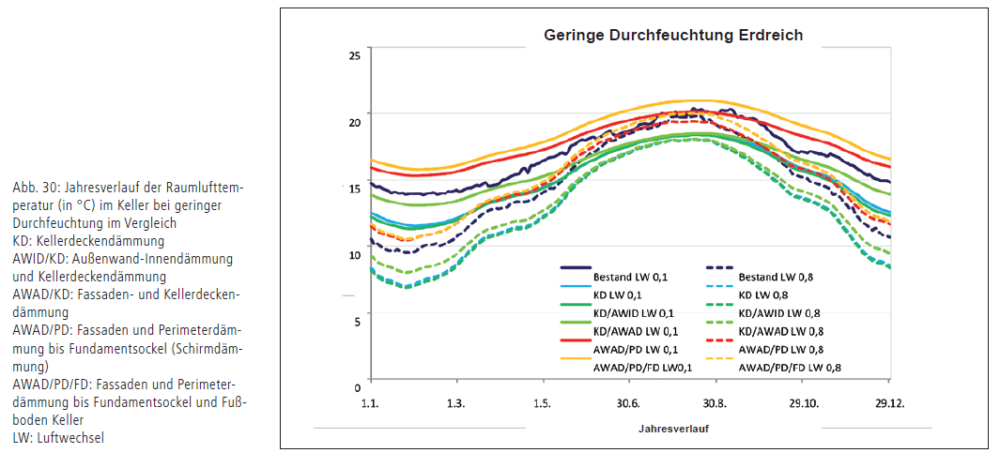 Abb. 30: Jahresverlauf der Raumlufttem-
peratur (in °C) im Keller bei geringer
Durchfeuchtung im Vergleich
KD: Kellerdeckendämmung
AWID/KD: Außenwand-Innendämmung
und Kellerdeckendämmung
AWAD/KD: Fassaden- und Kellerdecken-
dämmung
AWAD/PD: Fassaden und Perimeterdäm-
mung bis Fundamentsockel (Schirmdäm-
mung)
AWAD/PD/FD: Fassaden und Perimeter-
dämmung bis Fundamentsockel und Fuß-
boden Keller
LW: Luftwechsel
Geringe Durchfeuchtung Erdreich
25
20
15
10
5
0
Bestand LW 0,1
KD LW 0,1
KD/AWID LW 0,1
KD/AWAD LW 0,1
AWAD/PD LW 0,1
AWAD/PD/FD LW0,1
Bestand LW 0,8
KD LW 0,8
KD/AWID LW 0,8
KD/AWAD LW 0,8
AWAD/PD LW 0,8
AWAD/PD/FD LW 0,8
1.1. 1.3. 1.5. 30.6. 30.8. 29.10. 29.12.
Jahresverlauf